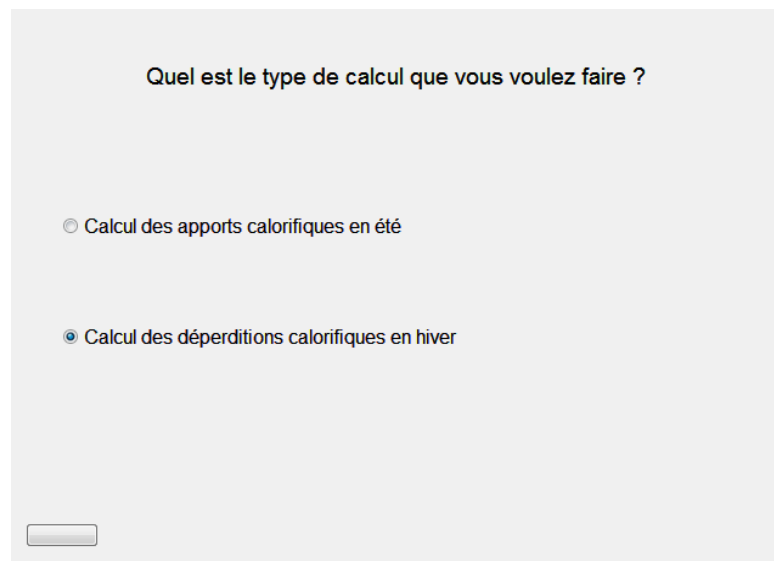 Quel est le type de calcul que vous voulez faire ?
Calcul des apports calorifiques en été
Calcul des déperditions calorifiques en hiver